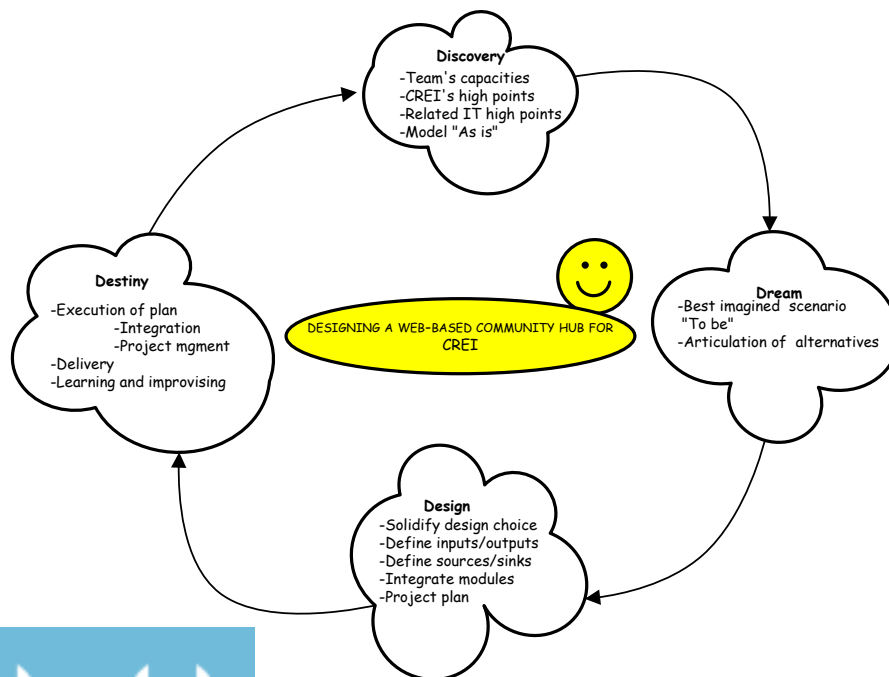 Discovery
-Team's capacities
-CREI's high points
-Related IT high points
-Model "As is"
Dream
-Best imagined scenario
"To be"
-Articulation of alternatives
Design
-Solidify design choice
-Define inputs/outputs
-Define sources/sinks
-Integrate modules
-Project plan
Destiny
-Execution of plan
-Integration
-Project mgment
-Delivery
-Learning and improvising
DESIGNING A WEB-BASED COMMUNITY HUB FOR
CREI